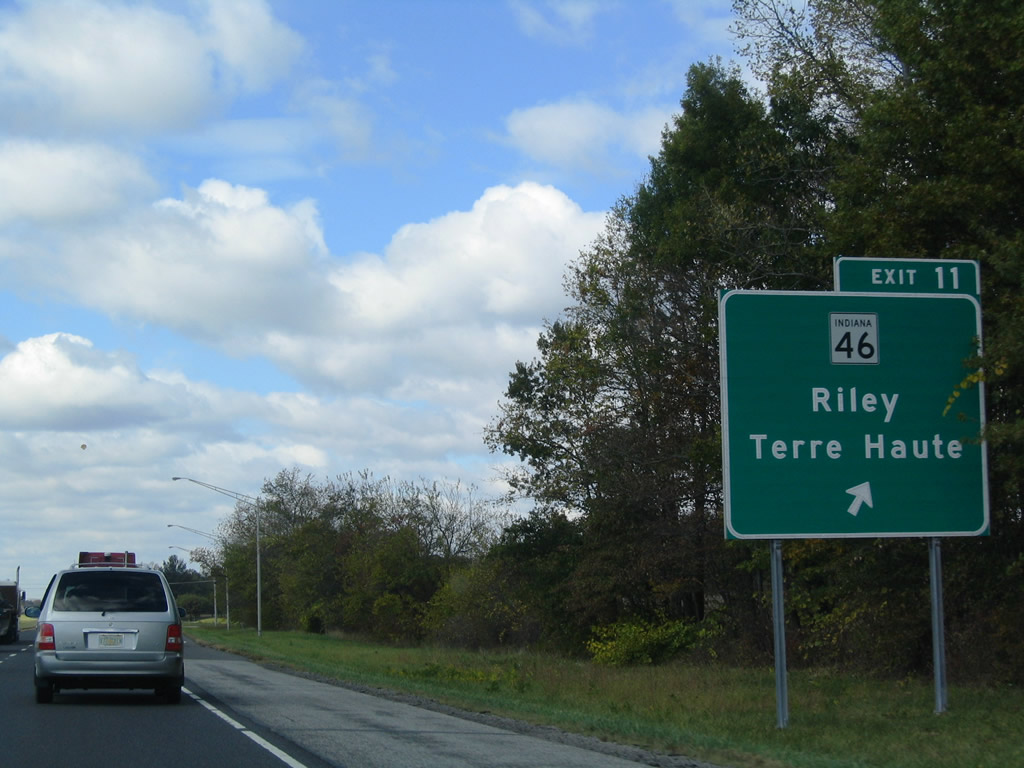 EXIT 11
INDIANA
46
Riley
Terre Haute